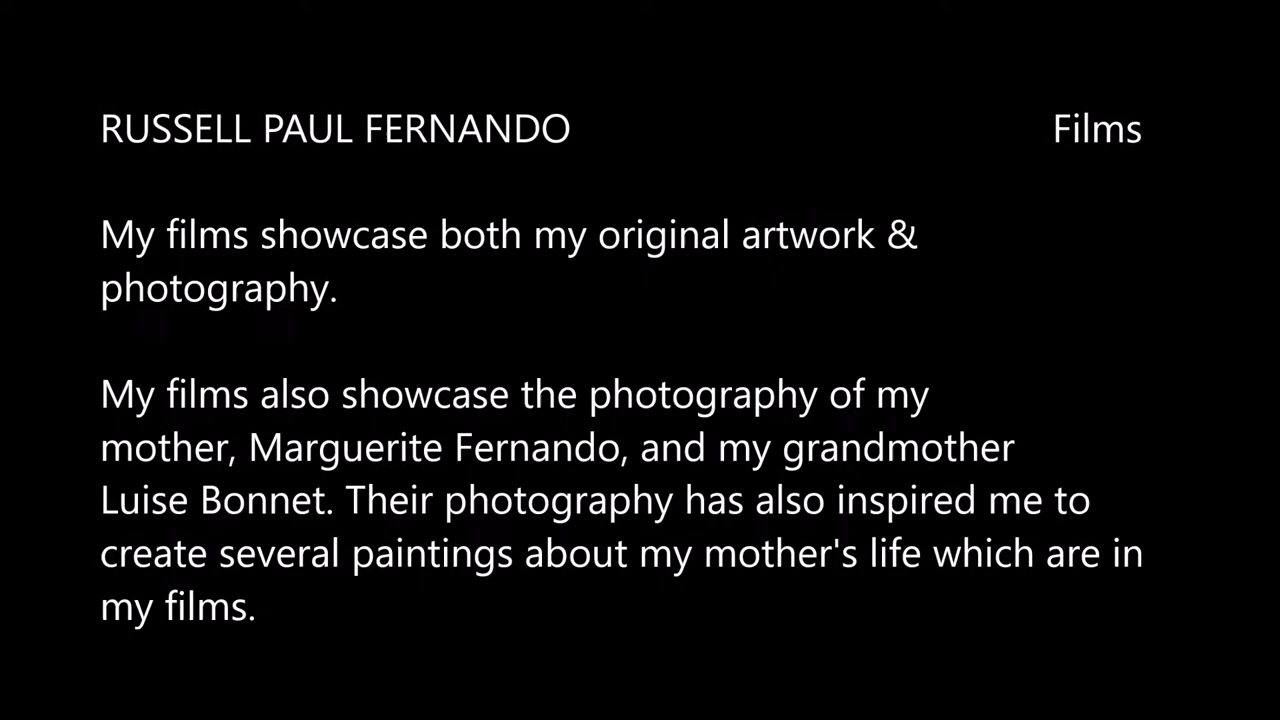 RUSSELL PAUL FERNANDO Films
My films showcase both my original artwork &
photography.
My films also showcase the photography of my
mother, Marguerite Fernando, and my grandmother
Luise Bonnet. Their photography has also inspired me to
create several paintings about my mother's life which are in
my films.